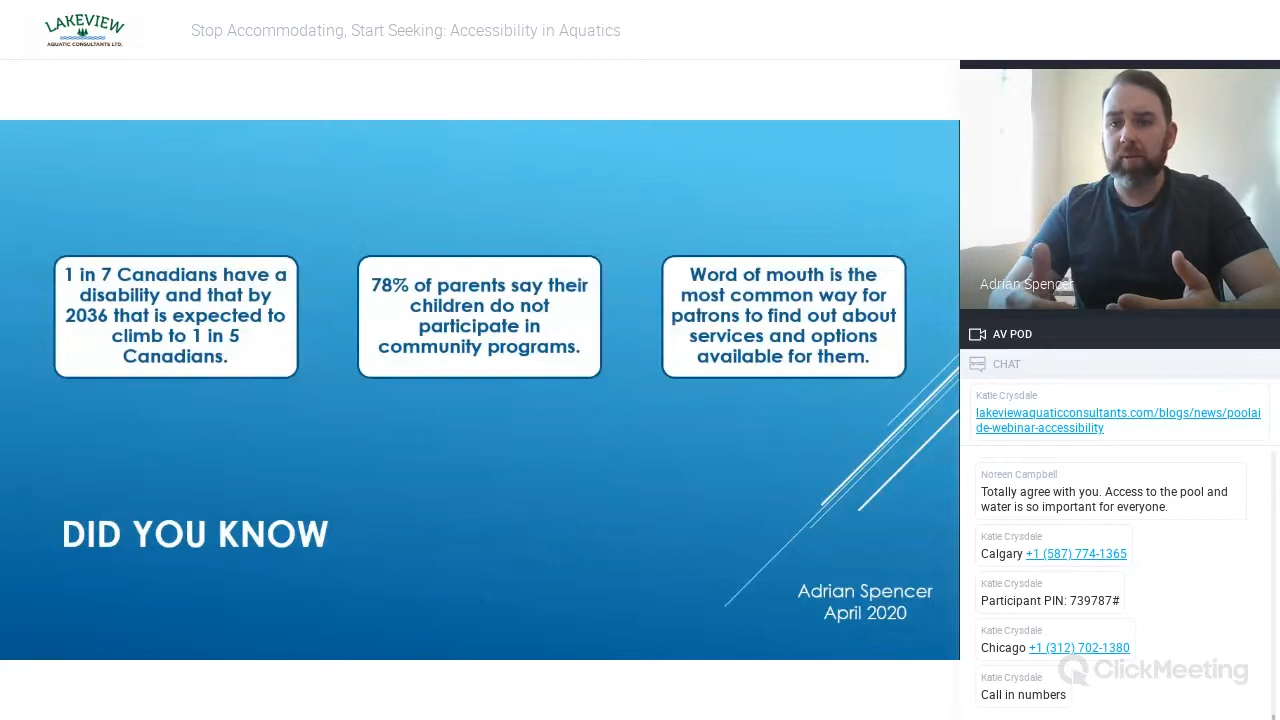 LAKEVIEW
AQUATIC CONSULTANTS LTD.
Stop Accommodating, Start Seeking: Accessibility in Aquatics
1 in 7 Canadians have a
disability and that by
2036 that is expected to
climb to 1 in 5
Canadians.
78% of parents say their
children do not
participate in
community programs.
Word of mouth is the
most common way for
patrons to find out about
services and options
available for them.
DID YOU KNOW
Adrian Spencer
April 2020
Adrian Spencer
AV POD
CHAT
Katie Crysdale
lakeviewaquaticconsultants.com/blogs/news/poolai
de-webinar-accessibility
Noreen Campbell
Totally agree with you. Access to the pool and
water is so important for everyone.
Katie Crysdale
Calgary +1 (587) 774-1365
Katie Crysdale
Participant PIN: 739787#
Katie Crysdale
Chicago +1 (312) 702-1380
Katie Crysdale
Call in numbers
ClickMeeting